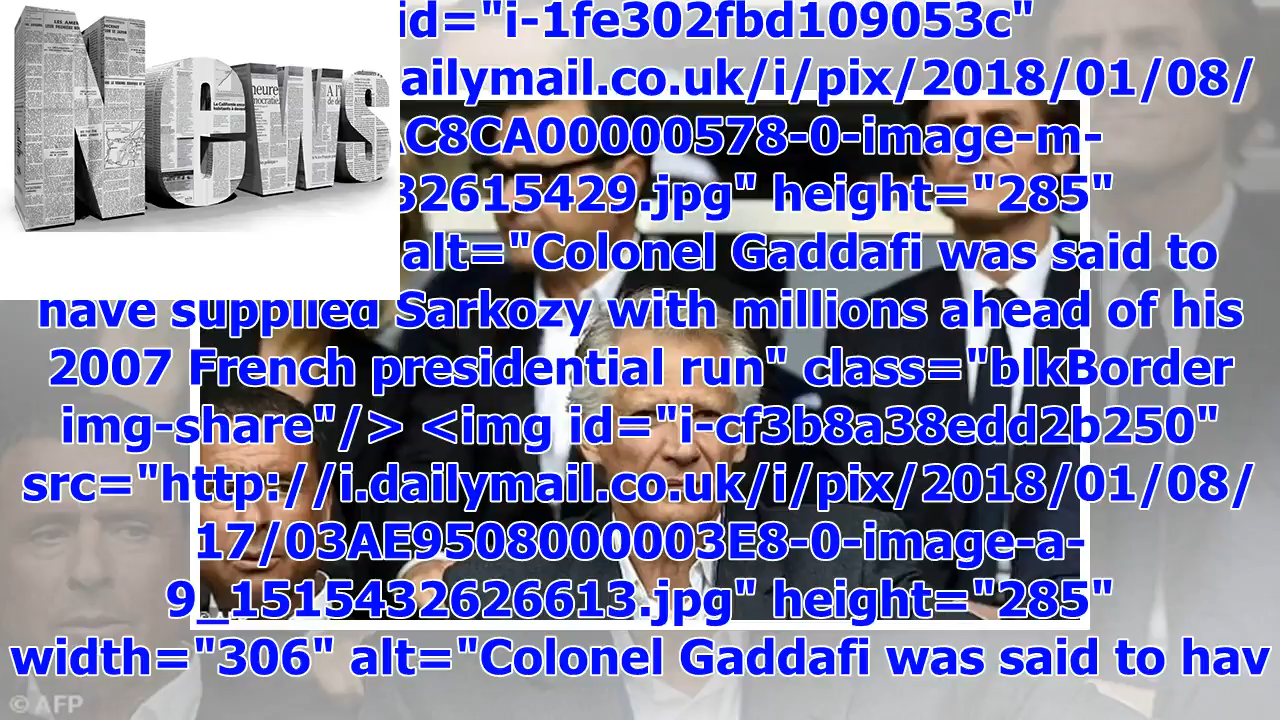 News
id="i-1fe302fbd109053c"
dailymail.co.uk/i/pix/2018/01/08/
AC8CA00000578-0-image-m-
32615429.jpg" height="285"
alt="Colonel Gaddafi was said to
have supplied Sarkozy with millions ahead of his
2007 French presidential run" class="blkBorder
img-share"/> <img id="i-cf3b8a38edd2b250"
src="http://i.dailymail.co.uk/i/pix/2018/01/08/
17/03AE9508000003E8-0-image-a-
9_1515432626613.jpg" height="285"
width="306" alt="Colonel Gaddafi was said to hav
© AFP